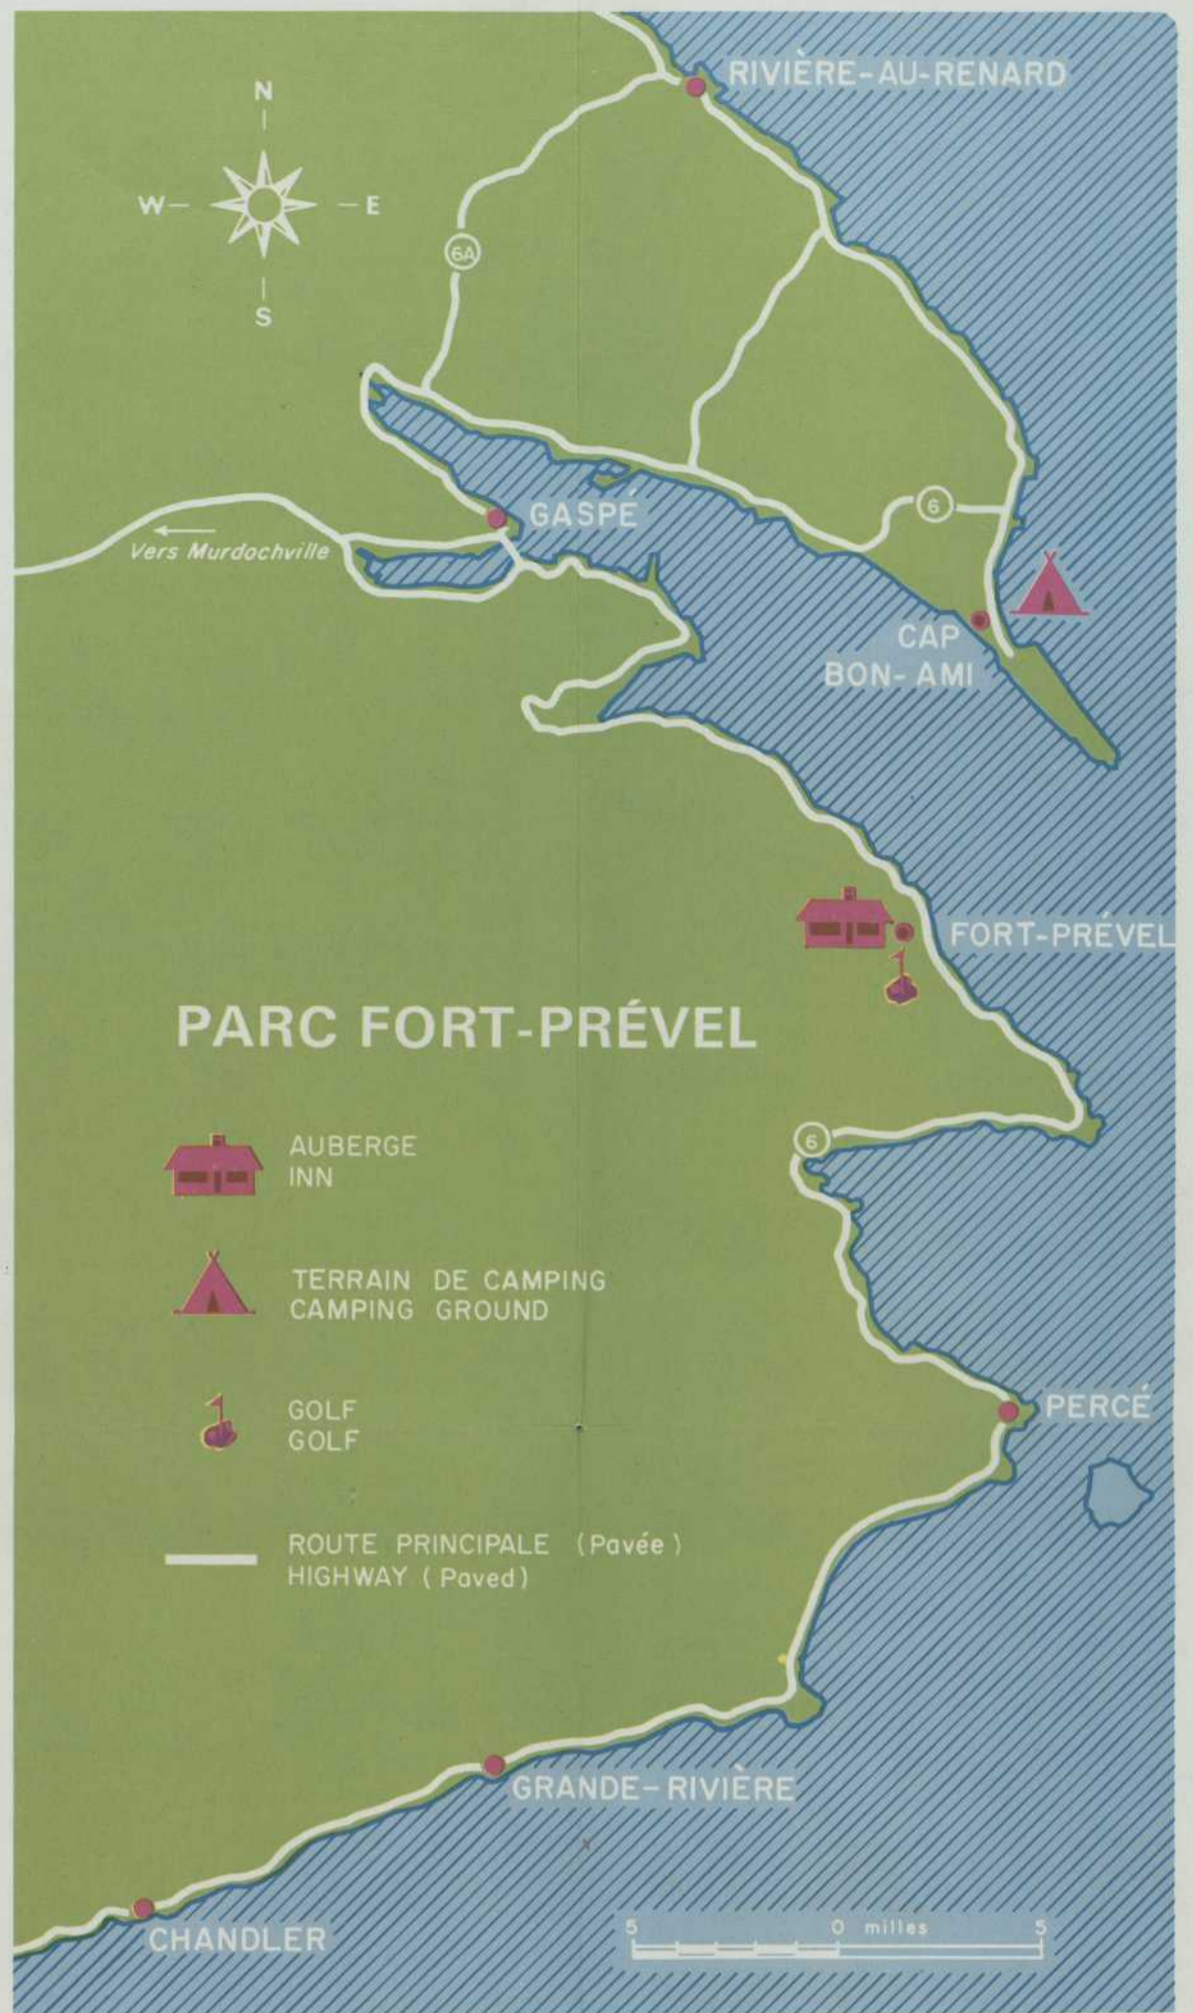 RIVIÈRE-AU-RENARD
N
W
E
S
6A
GASPÉ
6
Vers Murdochville
CAP
BON-AMI
FORT-PRÉVEL
PARC FORT-PRÉVEL
6
AUBERGE
INN
TERRAIN DE CAMPING
CAMPING GROUND
GOLF
GOLF
PERCÉ
ROUTE PRINCIPALE (Pavée)
HIGHWAY (Paved)
GRANDE-RIVIÈRE
CHANDLER
5 0 milles 5